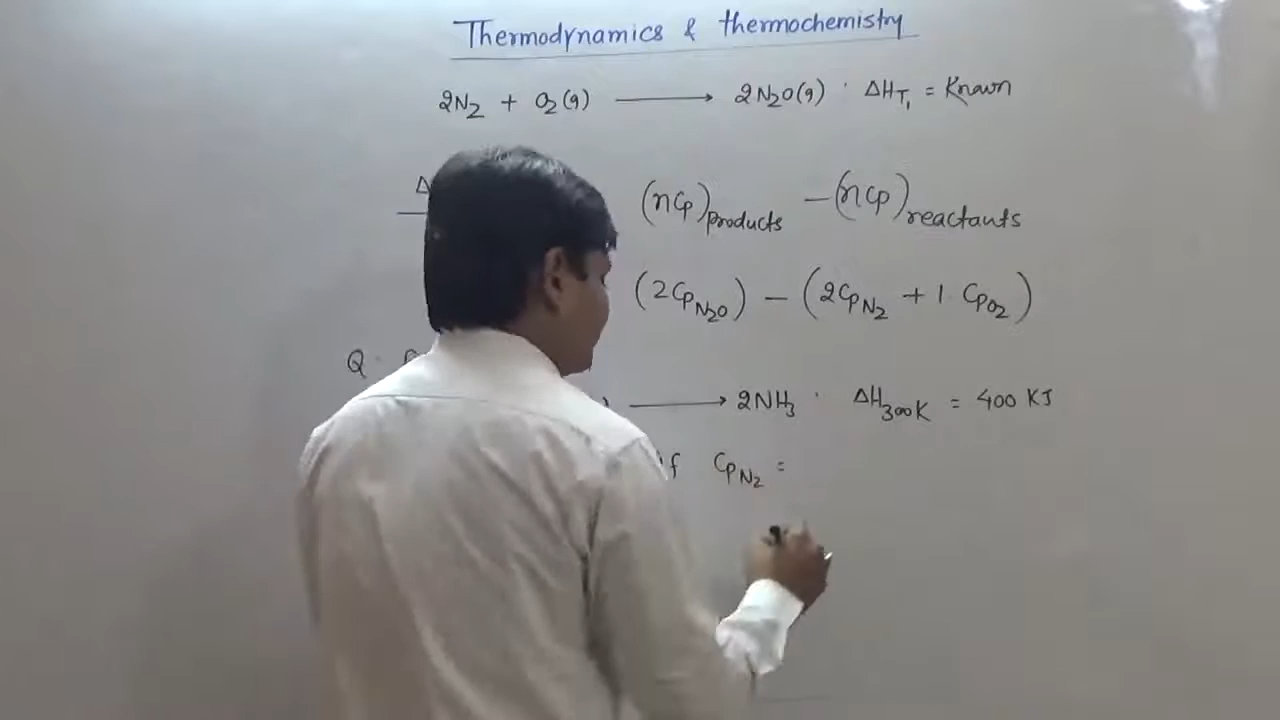 Thermodynamics & thermochemistry
2N₂ + O₂(g) ⟶ 2N₂O(g) · ΔH_T₁ = Known
Δ (nCp)products − (nCp)reactants
(2Cp_N₂O) − (2Cp_N₂ + 1 Cp_O₂)
Q. ) ⟶ 2NH₃ · ΔH₃₀₀K = 400 KJ
if Cp_N₂ =